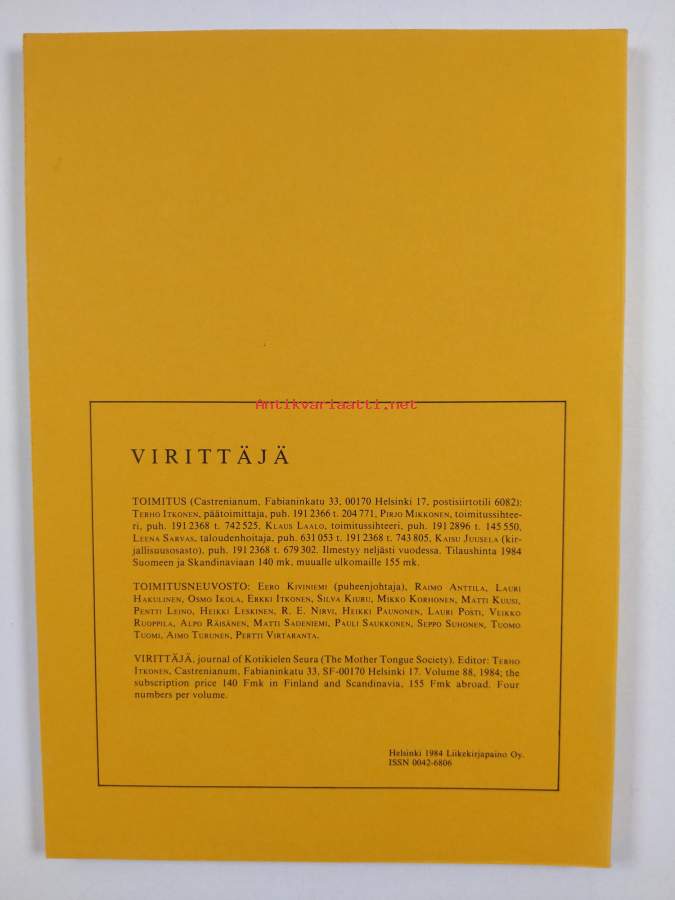 Antikvariaatti.net
VIRITTÄJÄ
TOIMITUS (Castrenianum, Fabianinkatu 33, 00170 Helsinki 17, postisiirtotili 6082):
TERHO ITKONEN, päätoimittaja, puh. 191 2366 t. 204 771, PIRJO MIKKONEN, toimitussihtee-
ri, puh. 191 2368 t. 742 525, KLAUS LAALO, toimitussihteeri, puh. 191 2896 t. 145 550,
LEENA SARVAS, taloudenhoitaja, puh. 631 053 t. 191 2368 t. 743 805, KAISU JUUSELA (kir-
jallisuusosasto), puh. 191 2368 t. 679 302. Ilmestyy neljästi vuodessa. Tilaushinta 1984
Suomeen ja Skandinaviaan 140 mk, muualle ulkomaille 155 mk.
TOIMITUSNEUVOSTO: EERO KIVINIEMI (puheenjohtaja), RAIMO ANTTILA, LAURI
HAKULINEN, OSMO IKOLA, ERKKI ITKONEN, SILVA KIURU, MIKKO KORHONEN, MATTI KUUSI,
PENTTI LEINO, HEIKKI LESKINEN, R. E. NIRVI, HEIKKI PAUNONEN, LAURI POSTI, VEIKKO
RUOPPILA, ALPO RÄISÄNEN, MATTI SADENIEMI, PAULI SAUKKONEN, SEPPO SUHONEN, TUOMO
TUOMI, AIMO TURUNEN, PERTTI VIRTARANTA.
VIRITTÄJÄ, journal of Kotikielen Seura (The Mother Tongue Society). Editor: TERHO
ITKONEN, Castrenianum, Fabianinkatu 33, SF-00170 Helsinki 17. Volume 88, 1984; the
subscription price 140 Fmk in Finland and Scandinavia, 155 Fmk abroad. Four
numbers per volume.
Helsinki 1984 Liikekirjapaino Oy.
ISSN 0042-6806